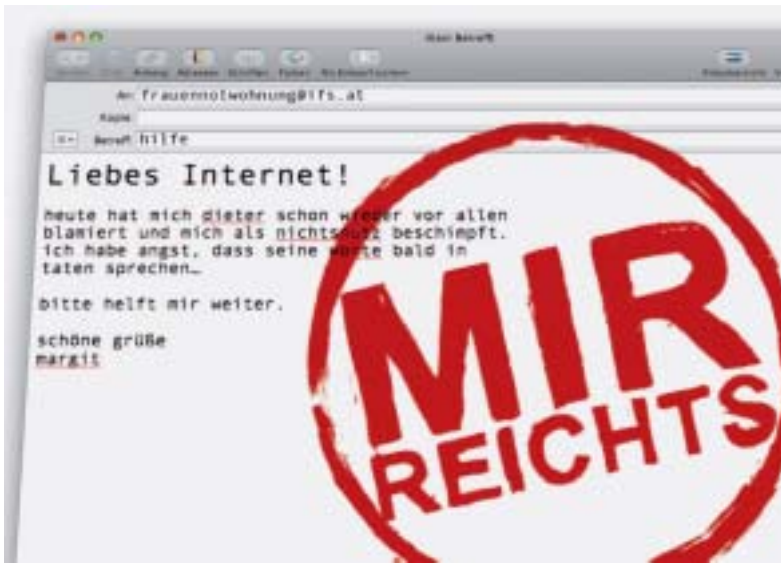 An: frauennotwohnung@ifs.at
Kopie:
Betreff: hilfe
Liebes Internet!
heute hat mich dieter schon wieder vor allen
blamiert und mich als nichtsnutz beschimpft.
ich habe angst, dass seine worte bald in
taten sprechen…
bitte helft mir weiter.
schöne grüße
margit
MIR
REICHTS